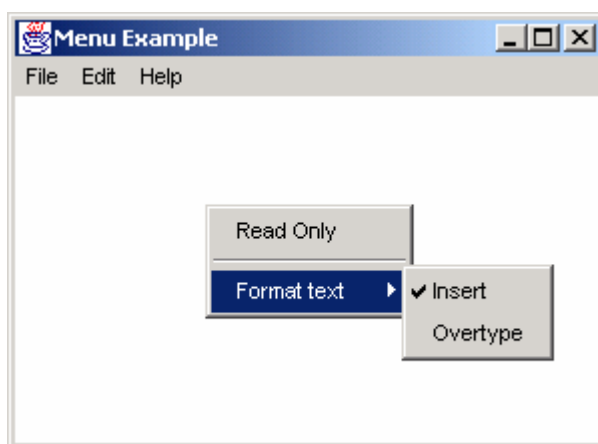 Menu Example
File Edit Help
Read Only
Format text
Insert
Overtype